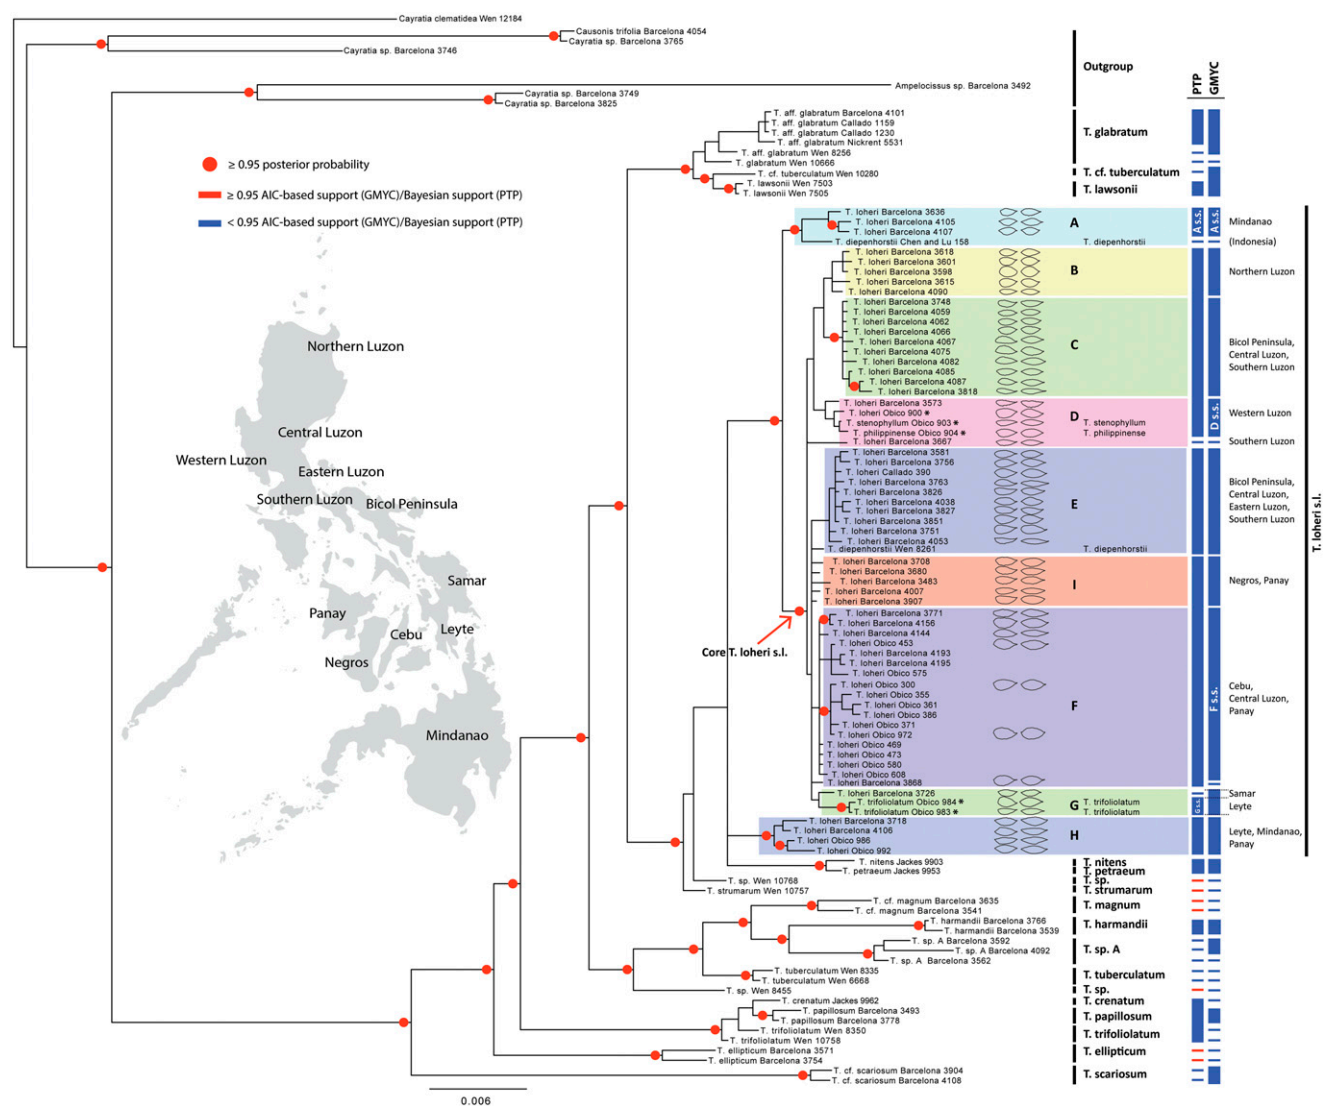 Cayratia clematidea Wen 12184
Causonis trifolia Barcelona 4054
Cayratia sp. Barcelona 3765
Cayratia sp. Barcelona 3746
Outgroup
PTP
GMYC
Ampelocissus sp. Barcelona 3492
Cayratia sp. Barcelona 3749
Cayratia sp. Barcelona 3825
T. aff. glabratum Barcelona 4101
T. aff. glabratum Callado 1159
T. aff. glabratum Callado 1230
T. glabratum
T. aff. glabratum Nickrent 5531
T. aff. glabratum Wen 8256
T. glabratum Wen 10666
T. cf. tuberculatum Wen 10280
T. cf. tuberculatum
T. lawsonii Wen 7503
T. lawsonii
T. lawsonii Wen 7505
≥ 0.95 posterior probability
≥ 0.95 AIC-based support (GMYC)/Bayesian support (PTP)
< 0.95 AIC-based support (GMYC)/Bayesian support (PTP)
T. loheri Barcelona 3636
T. loheri Barcelona 4105
A
A s.s.
A s.s.
Mindanao
T. loheri Barcelona 4107
T. diepenhorstii Chen and Lu 158
T. diepenhorstii
(Indonesia)
T. loheri Barcelona 3618
T. loheri Barcelona 3601
T. loheri Barcelona 3598
B
Northern Luzon
T. loheri Barcelona 3615
T. loheri Barcelona 4090
T. loheri Barcelona 3748
T. loheri Barcelona 4059
T. loheri Barcelona 4062
T. loheri Barcelona 4066
T. loheri Barcelona 4067
C
Bicol Peninsula,
Central Luzon,
Southern Luzon
T. loheri Barcelona 4075
T. loheri Barcelona 4082
T. loheri Barcelona 4085
T. loheri Barcelona 4087
T. loheri Barcelona 3818
T. loheri Barcelona 3573
T. loheri Obico 900 *
D
D s.s.
Western Luzon
T. stenophyllum Obico 903 *
T. stenophyllum
T. philippinense Obico 904 *
T. philippinense
T. loheri Barcelona 3667
Southern Luzon
T. loheri Barcelona 3581
T. loheri Barcelona 3756
T. loheri Callado 390
T. loheri Barcelona 3763
T. loheri Barcelona 3826
T. loheri Barcelona 4038
E
Bicol Peninsula,
Central Luzon,
Eastern Luzon,
Southern Luzon
T. loheri Barcelona 3827
T. loheri Barcelona 3851
T. loheri Barcelona 3751
T. loheri Barcelona 4053
T. diepenhorstii Wen 8261
T. diepenhorstii
T. loheri s.l.
T. loheri Barcelona 3708
T. loheri Barcelona 3680
T. loheri Barcelona 3483
I
Negros, Panay
T. loheri Barcelona 4007
T. loheri Barcelona 3907
T. loheri Barcelona 3771
T. loheri Barcelona 4156
T. loheri Barcelona 4144
T. loheri Obico 453
Core T. loheri s.l.
T. loheri Barcelona 4193
T. loheri Barcelona 4195
T. loheri Obico 575
T. loheri Obico 300
T. loheri Obico 355
T. loheri Obico 361
F
F s.s.
Cebu,
Central Luzon,
Panay
T. loheri Obico 386
T. loheri Obico 371
T. loheri Obico 972
T. loheri Obico 469
T. loheri Obico 473
T. loheri Obico 580
T. loheri Obico 608
T. loheri Barcelona 3868
T. loheri Barcelona 3726
Samar
T. trifoliolatum Obico 984 *
G
T. trifoliolatum
G s.s.
Leyte
T. trifoliolatum Obico 983 *
T. trifoliolatum
T. loheri Barcelona 3718
T. loheri Barcelona 4106
H
Leyte, Mindanao,
Panay
T. loheri Obico 986
T. loheri Obico 992
T. nitens Jackes 9903
T. nitens
T. petraeum Jackes 9953
T. petraeum
T. sp. Wen 10768
T. sp.
T. strumarum Wen 10757
T. strumarum
T. cf. magnum Barcelona 3635
T. magnum
T. cf. magnum Barcelona 3541
T. harmandii Barcelona 3766
T. harmandii
T. harmandii Barcelona 3539
T. sp. A Barcelona 3592
T. sp. A Barcelona 4092
T. sp. A
T. sp. A Barcelona 3562
T. tuberculatum Wen 8335
T. tuberculatum
T. tuberculatum Wen 6668
T. sp. Wen 8455
T. sp.
T. crenatum Jackes 9962
T. crenatum
T. papillosum Barcelona 3493
T. papillosum
T. papillosum Barcelona 3778
T. trifoliolatum Wen 8350
T. trifoliolatum
T. trifoliolatum Wen 10758
T. ellipticum Barcelona 3571
T. ellipticum
T. ellipticum Barcelona 3754
T. cf. scariosum Barcelona 3904
T. scariosum
T. cf. scariosum Barcelona 4108
Northern Luzon
Central Luzon
Western Luzon
Eastern Luzon
Southern Luzon
Bicol Peninsula
Samar
Panay
Cebu
Leyte
Negros
Mindanao
0.006